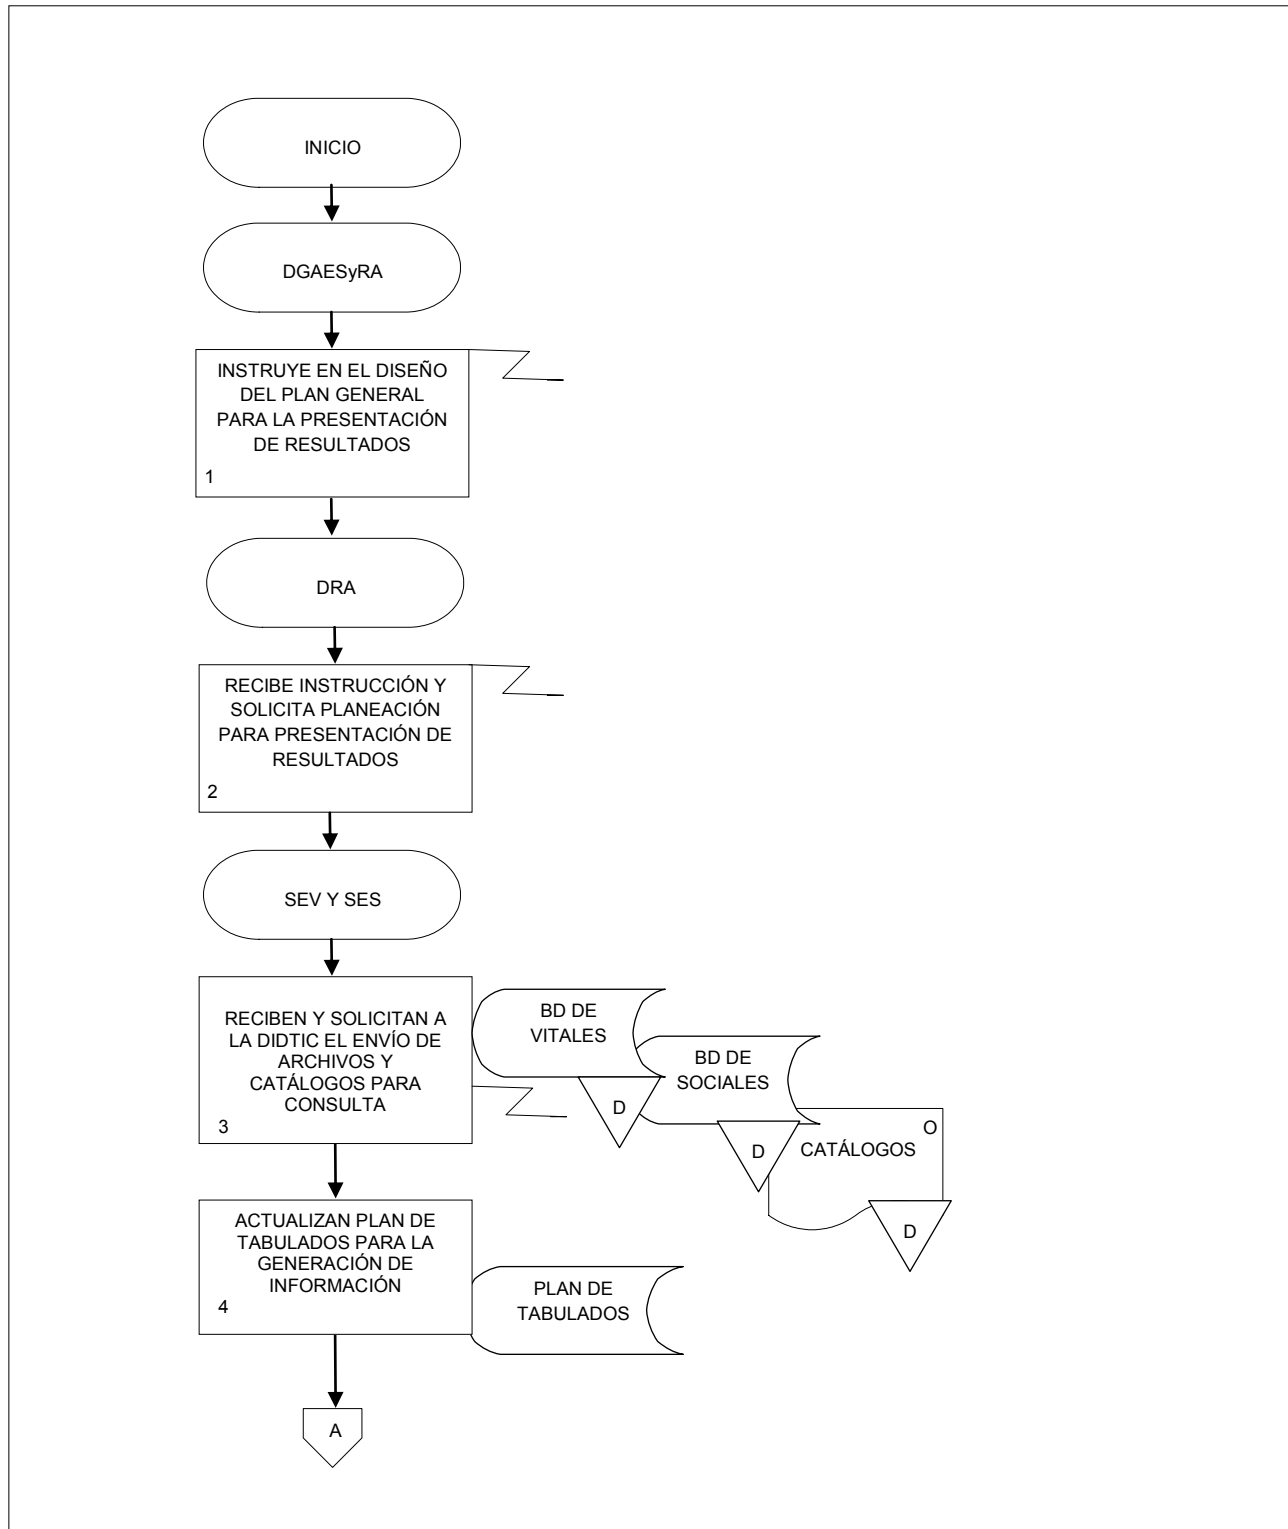 INICIO
DGAESyRA
INSTRUYE EN EL DISEÑO
DEL PLAN GENERAL
PARA LA PRESENTACIÓN
DE RESULTADOS
1
DRA
RECIBE INSTRUCCIÓN Y
SOLICITA PLANEACIÓN
PARA PRESENTACIÓN DE
RESULTADOS
2
SEV Y SES
RECIBEN Y SOLICITAN A
LA DIDTIC EL ENVÍO DE
ARCHIVOS Y
CATÁLOGOS PARA
CONSULTA
3
BD DE
VITALES
D
BD DE
SOCIALES
D
O
CATÁLOGOS
D
ACTUALIZAN PLAN DE
TABULADOS PARA LA
GENERACIÓN DE
INFORMACIÓN
4
PLAN DE
TABULADOS
A